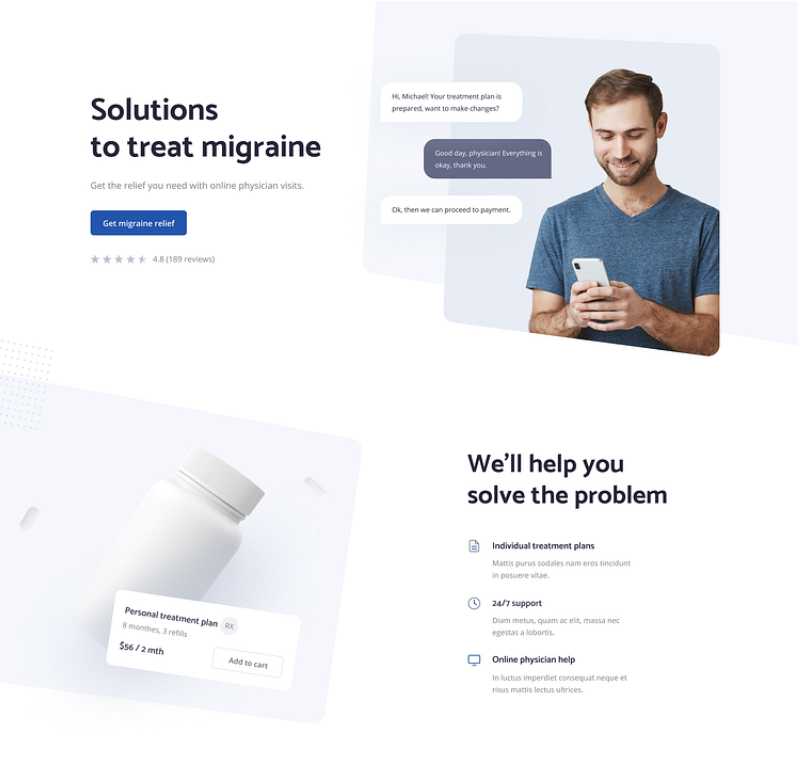 Solutions
to treat migraine
Get the relief you need with online physician visits.
Get migraine relief
4.8 (189 reviews)
Hi, Michael! Your treatment plan is
prepared, want to make changes?
Good day, physician! Everything is
okay, thank you.
Ok, then we can proceed to payment.
Personal treatment plan RX
8 monthes, 3 refills
$56 / 2 mth
Add to cart
We'll help you
solve the problem
Individual treatment plans
Mattis purus sodales nam eros tincidunt
in posuere vitae.
24/7 support
Diam metus, quam ac elit, massa nec
egestas a lobortis.
Online physician help
In luctus imperdiet consequat neque et
risus mattis lectus ultrices.